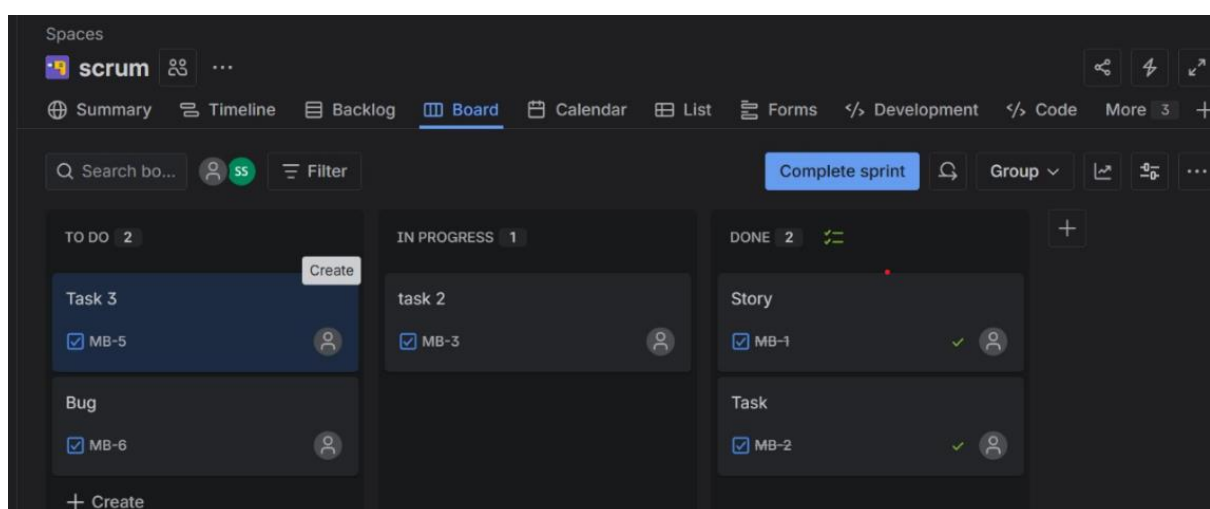 Spaces
scrum
Summary Timeline Backlog Board Calendar List Forms Development Code More 3
Search bo... SS Filter Complete sprint Group
TO DO 2 IN PROGRESS 1 DONE 2
Create
Task 3 task 2 Story
MB-5 MB-3 MB-1
Bug Task
MB-6 MB-2
+ Create